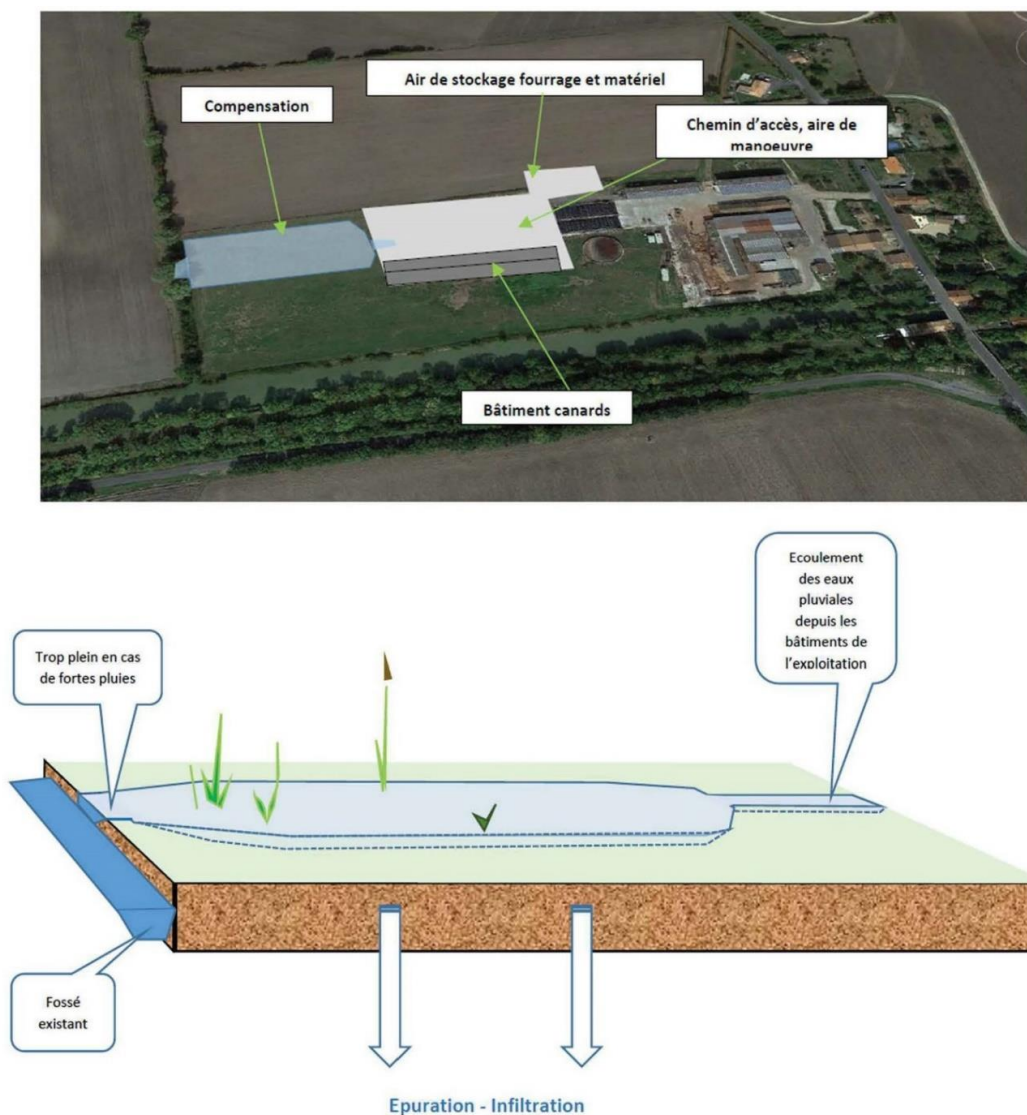 Air de stockage fourrage et matériel
Compensation
Chemin d'accès, aire de
manoeuvre
Bâtiment canards
Ecoulement
des eaux
pluviales
depuis les
bâtiments de
l'exploitation
Trop plein en cas
de fortes pluies
Fossé
existant
Epuration - Infiltration